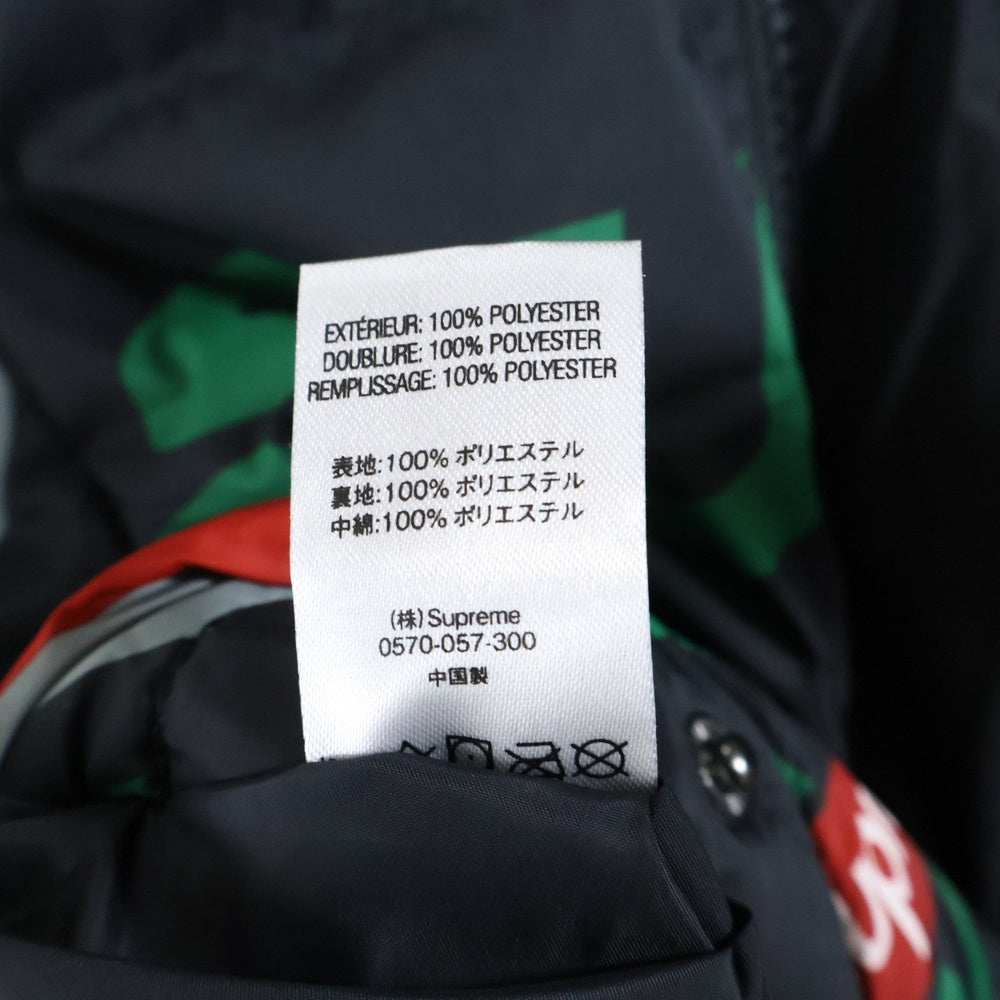 EXTÉRIEUR: 100% POLYESTER
DOUBLURE: 100% POLYESTER
REMPLISSAGE: 100% POLYESTER
表地:100% ポリエステル
裏地:100% ポリエステル
中綿:100% ポリエステル
(株)Supreme
0570-057-300
中国製